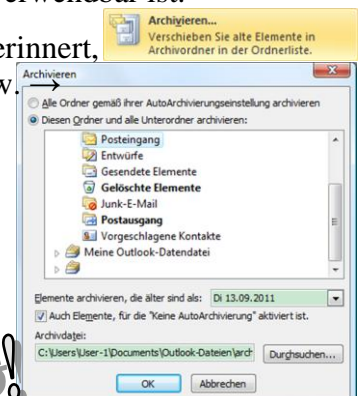 erwendbar ist.
Archivieren...
Verschieben Sie alte Elemente in
Archivordner in der Ordnerliste.
erinnert,
w. →
Archivieren
Alle Ordner gemäß ihrer AutoArchivierungseinstellung archivieren
Diesen Ordner und alle Unterordner archivieren:
Posteingang
Entwürfe
Gesendete Elemente
Gelöschte Elemente
Junk-E-Mail
Postausgang
Vorgeschlagene Kontakte
Meine Outlook-Datendatei
Elemente archivieren, die älter sind als: Di 13.09.2011
Auch Elemente, für die "Keine AutoArchivierung" aktiviert ist.
Archivdatei:
C:\Users\User-1\Documents\Outlook-Dateien\arch Durchsuchen...
OK Abbrechen